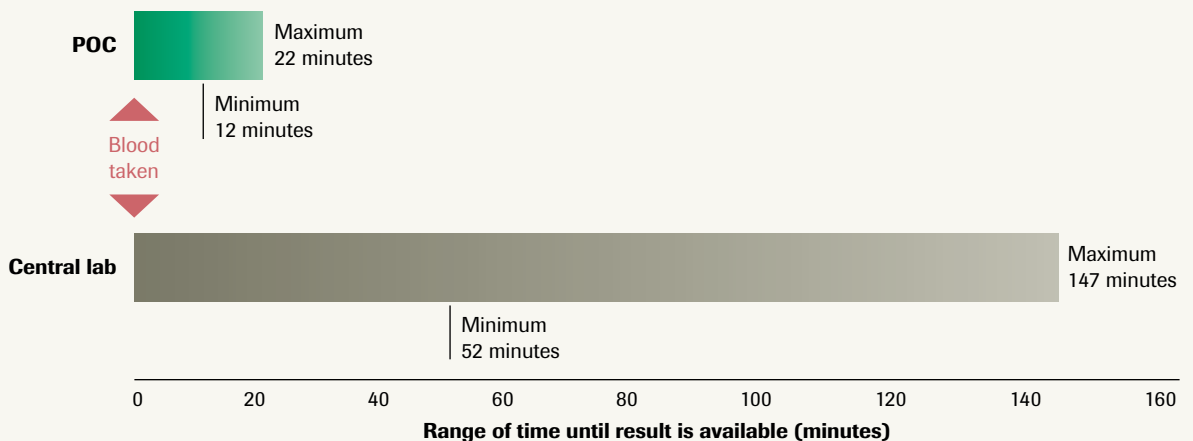 POC
Maximum
22 minutes
Minimum
12 minutes
Blood
taken
Central lab
Maximum
147 minutes
Minimum
52 minutes
0 20 40 60 80 100 120 140 160
Range of time until result is available (minutes)